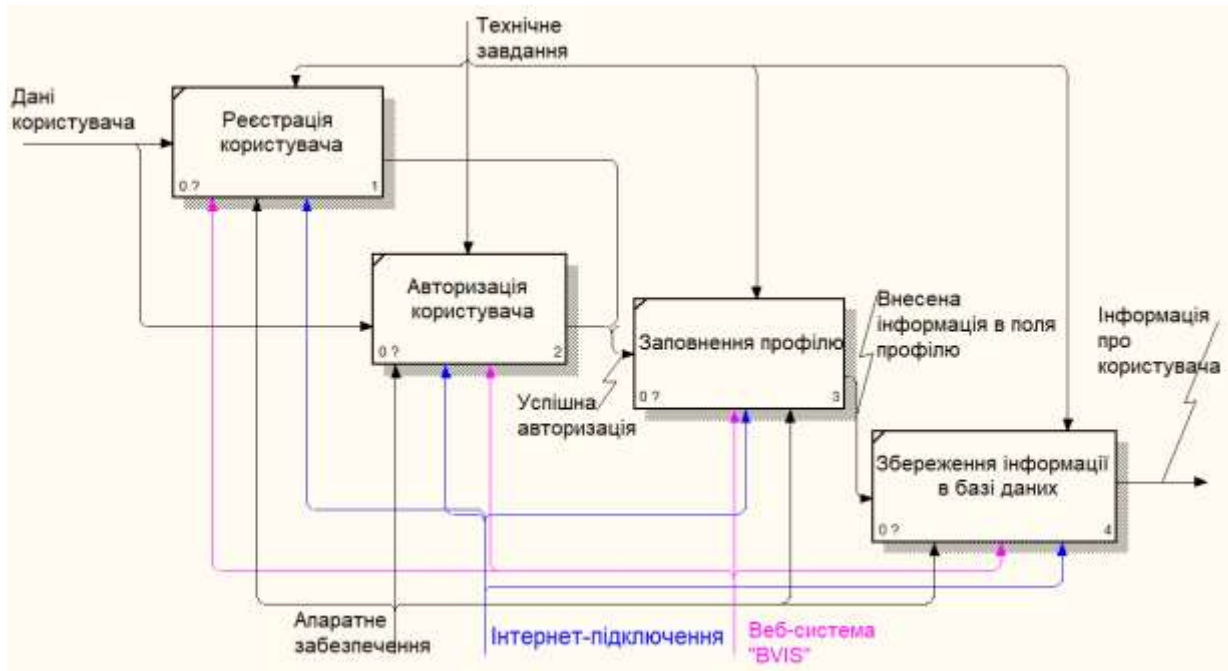 Технічне
завдання
Дані
користувача
Реєстрація
користувача
0 ?
1
Авторизація
користувача
0 ?
2
Успішна
авторизація
Заповнення профілю
0 ?
3
Внесена
інформація в поля
профілю
Інформація
про
користувача
Збереження інформації
в базі даних
0 ?
4
Апаратне
забезпечення
Інтернет-підключення
Веб-система
"BVIS"